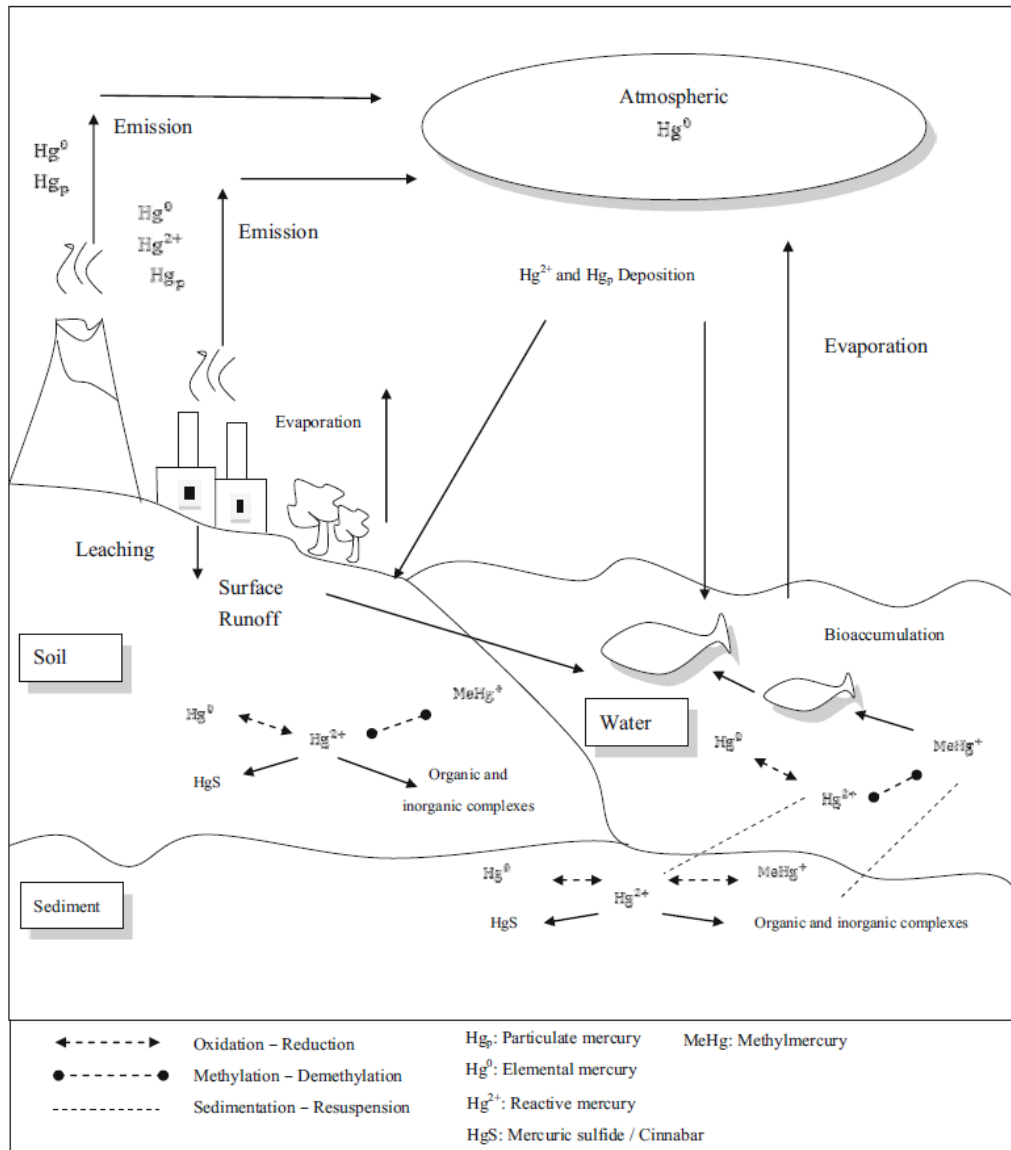 Atmospheric
Hg⁰
Emission
Hg⁰
Hgₚ
Hg⁰
Hg²⁺
Hgₚ
Emission
Hg²⁺ and Hgₚ Deposition
Evaporation
Evaporation
Leaching
Surface
Runoff
Bioaccumulation
Soil
MeHg⁺
Hg⁰
Hg²⁺
Water
Hg⁰
MeHg⁺
HgS
Organic and
inorganic complexes
Hg²⁺
Hg⁰
MeHg⁺
Sediment
Hg²⁺
HgS
Organic and inorganic complexes
Oxidation – Reduction
Methylation – Demethylation
Sedimentation – Resuspension
Hgₚ: Particulate mercury
MeHg: Methylmercury
Hg⁰: Elemental mercury
Hg²⁺: Reactive mercury
HgS: Mercuric sulfide / Cinnabar